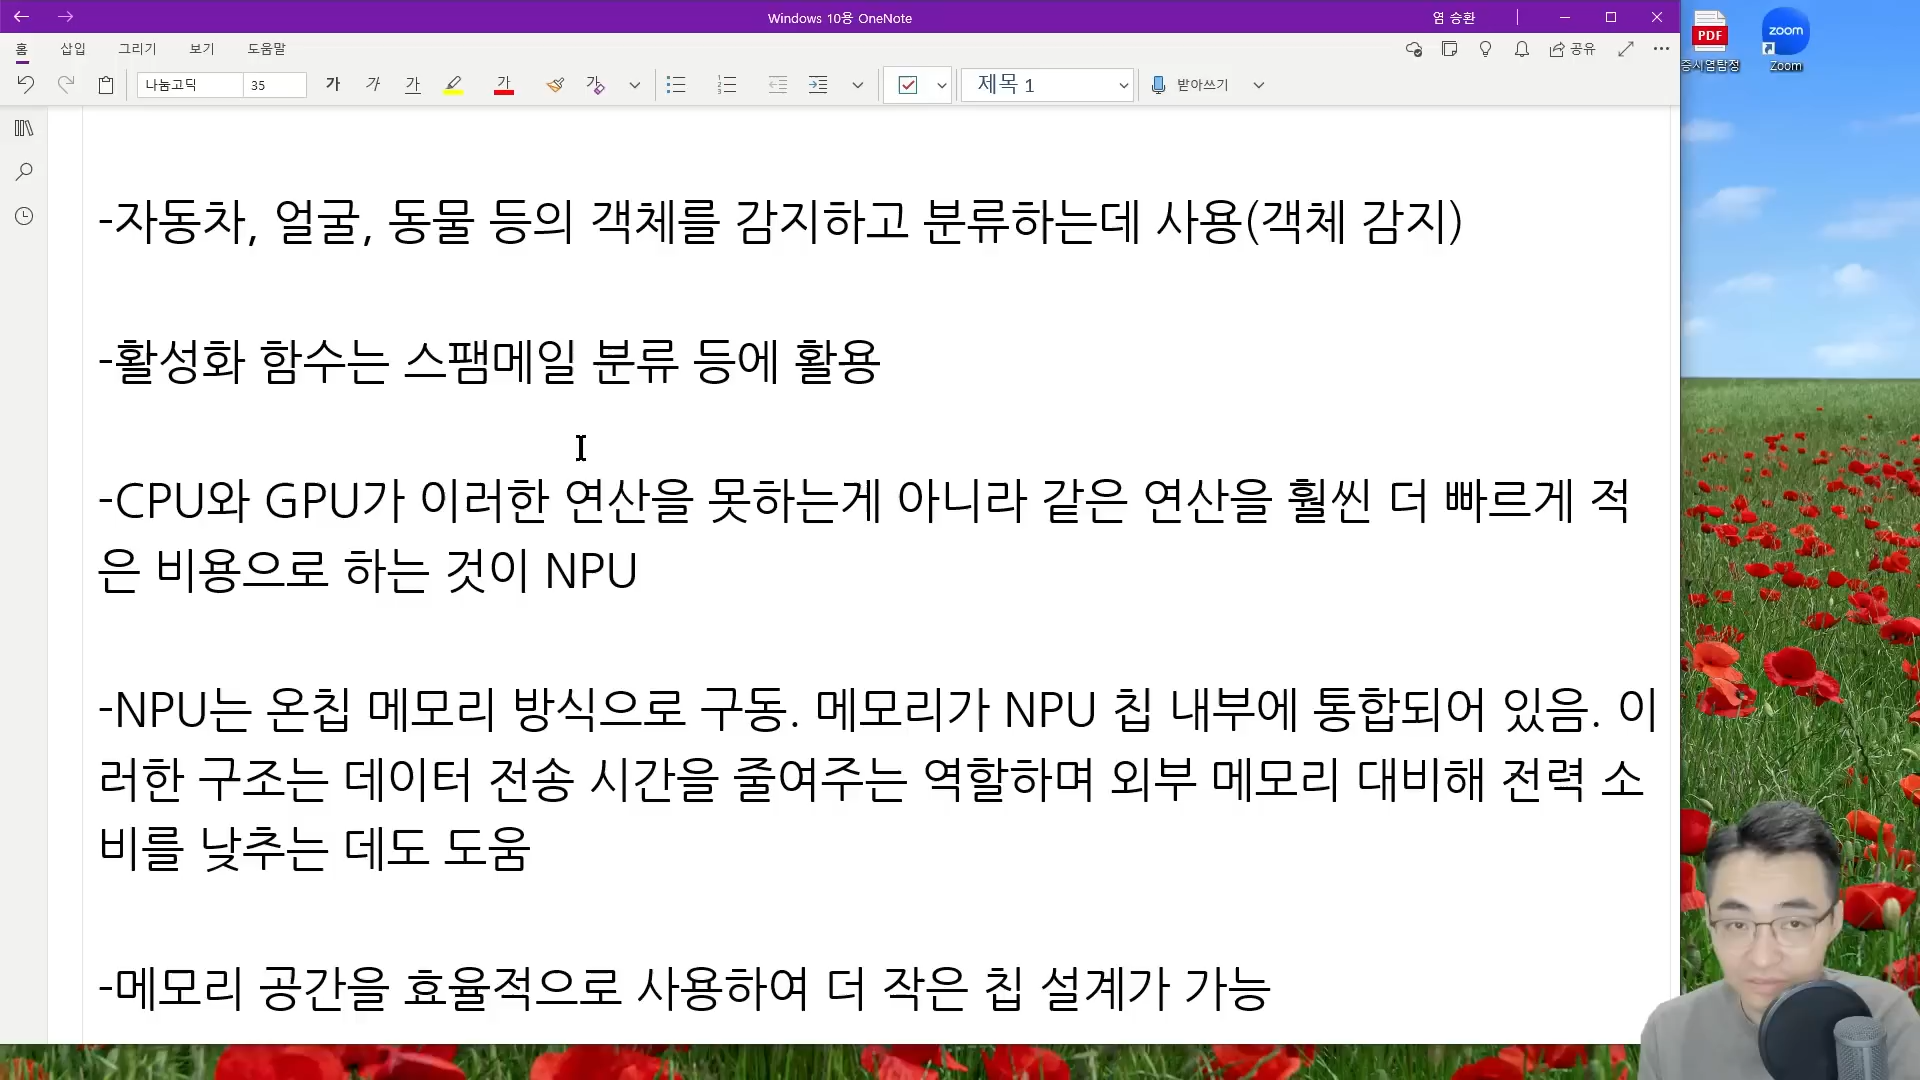 Windows 10용 OneNote
염 승환
홈 삽입 그리기 보기 도움말
공유
나눔고딕 35 가 가 가 가 가 제목 1 받아쓰기
PDF
증시염탐정
zoom
Zoom
-자동차, 얼굴, 동물 등의 객체를 감지하고 분류하는데 사용(객체 감지)
-활성화 함수는 스팸메일 분류 등에 활용
-CPU와 GPU가 이러한 연산을 못하는게 아니라 같은 연산을 훨씬 더 빠르게 적
은 비용으로 하는 것이 NPU
-NPU는 온칩 메모리 방식으로 구동. 메모리가 NPU 칩 내부에 통합되어 있음. 이
러한 구조는 데이터 전송 시간을 줄여주는 역할하며 외부 메모리 대비해 전력 소
비를 낮추는 데도 도움
-메모리 공간을 효율적으로 사용하여 더 작은 칩 설계가 가능